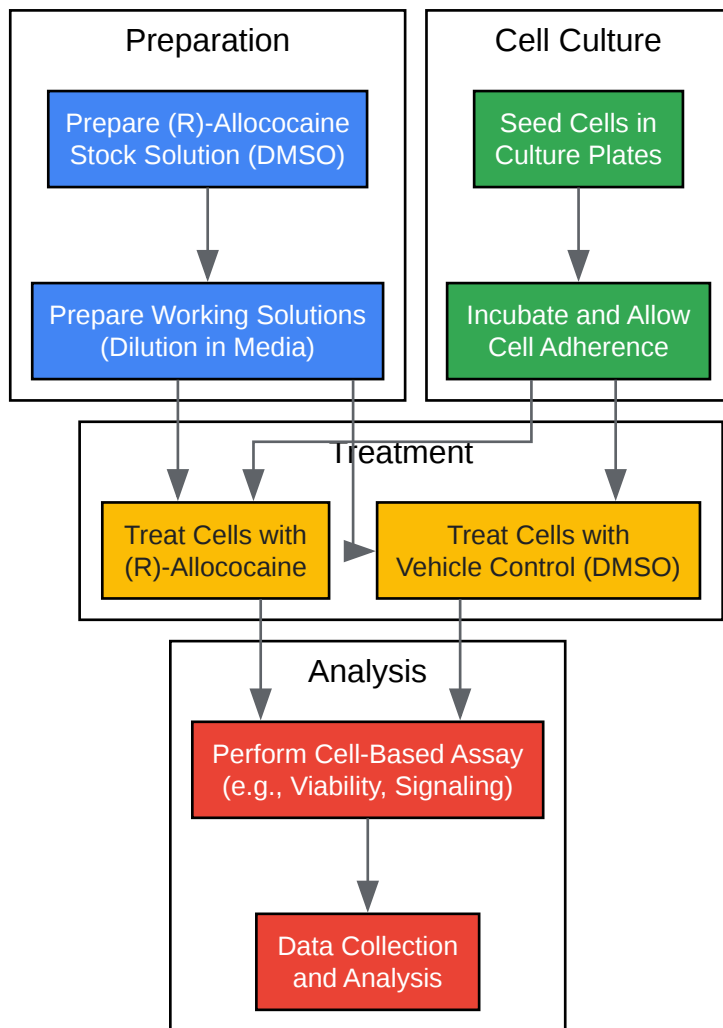 Preparation
Prepare (R)-Allococaine
Stock Solution (DMSO)
Prepare Working Solutions
(Dilution in Media)
Cell Culture
Seed Cells in
Culture Plates
Incubate and Allow
Cell Adherence
Treatment
Treat Cells with
(R)-Allococaine
Treat Cells with
Vehicle Control (DMSO)
Analysis
Perform Cell-Based Assay
(e.g., Viability, Signaling)
Data Collection
and Analysis